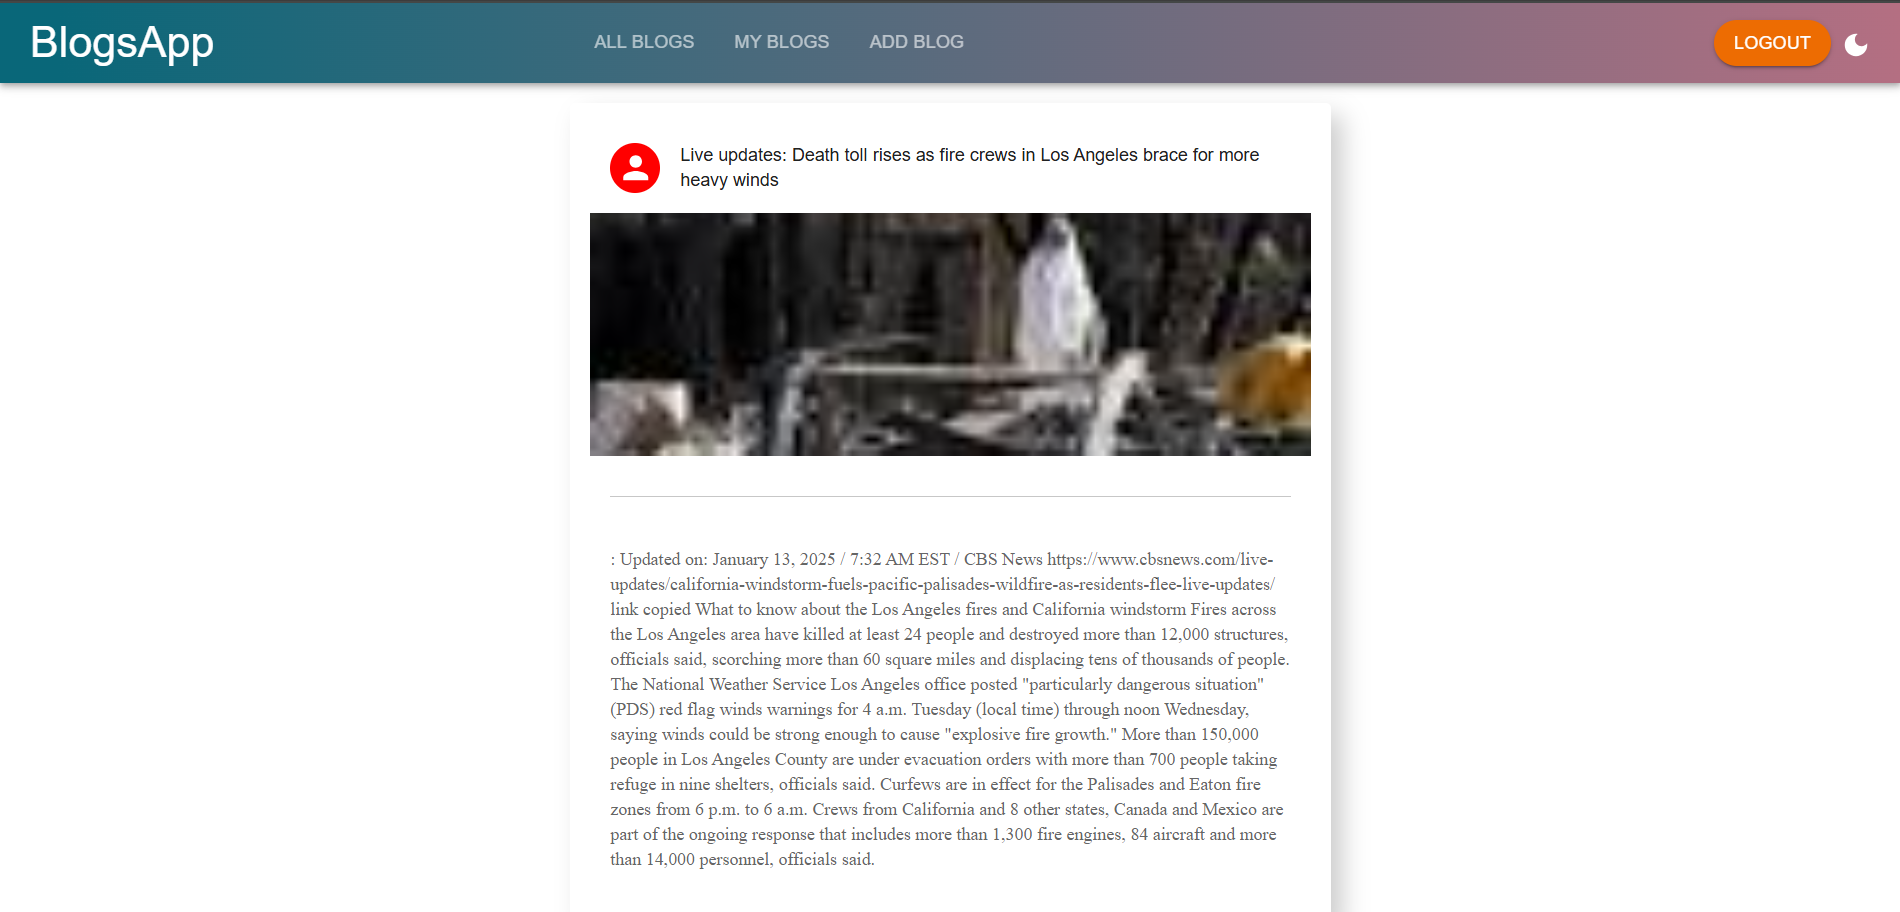 BlogsApp
ALL BLOGS
MY BLOGS
ADD BLOG
LOGOUT
Live updates: Death toll rises as fire crews in Los Angeles brace for more
heavy winds
: Updated on: January 13, 2025 / 7:32 AM EST / CBS News https://www.cbsnews.com/live-
updates/california-windstorm-fuels-pacific-palisades-wildfire-as-residents-flee-live-updates/
link copied What to know about the Los Angeles fires and California windstorm Fires across
the Los Angeles area have killed at least 24 people and destroyed more than 12,000 structures,
officials said, scorching more than 60 square miles and displacing tens of thousands of people.
The National Weather Service Los Angeles office posted "particularly dangerous situation"
(PDS) red flag winds warnings for 4 a.m. Tuesday (local time) through noon Wednesday,
saying winds could be strong enough to cause "explosive fire growth." More than 150,000
people in Los Angeles County are under evacuation orders with more than 700 people taking
refuge in nine shelters, officials said. Curfews are in effect for the Palisades and Eaton fire
zones from 6 p.m. to 6 a.m. Crews from California and 8 other states, Canada and Mexico are
part of the ongoing response that includes more than 1,300 fire engines, 84 aircraft and more
than 14,000 personnel, officials said.